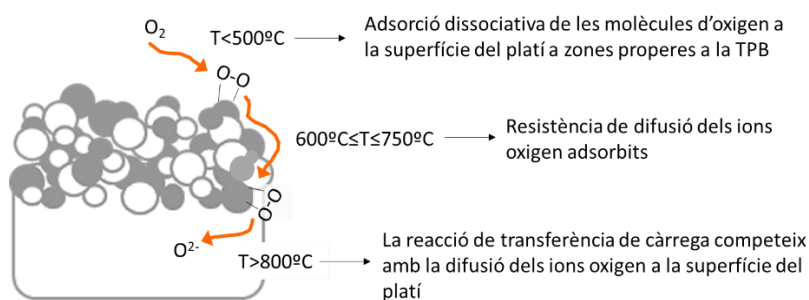 O2
T<500ºC
Adsorció dissociativa de les molècules d’oxigen a
la superfície del platí a zones properes a la TPB
O-O
600ºC≤T≤750ºC
Resistència de difusió dels ions
oxigen adsorbits
O-O
O2-
T>800ºC
La reacció de transferència de càrrega competeix
amb la difusió dels ions oxigen a la superfície del
platí